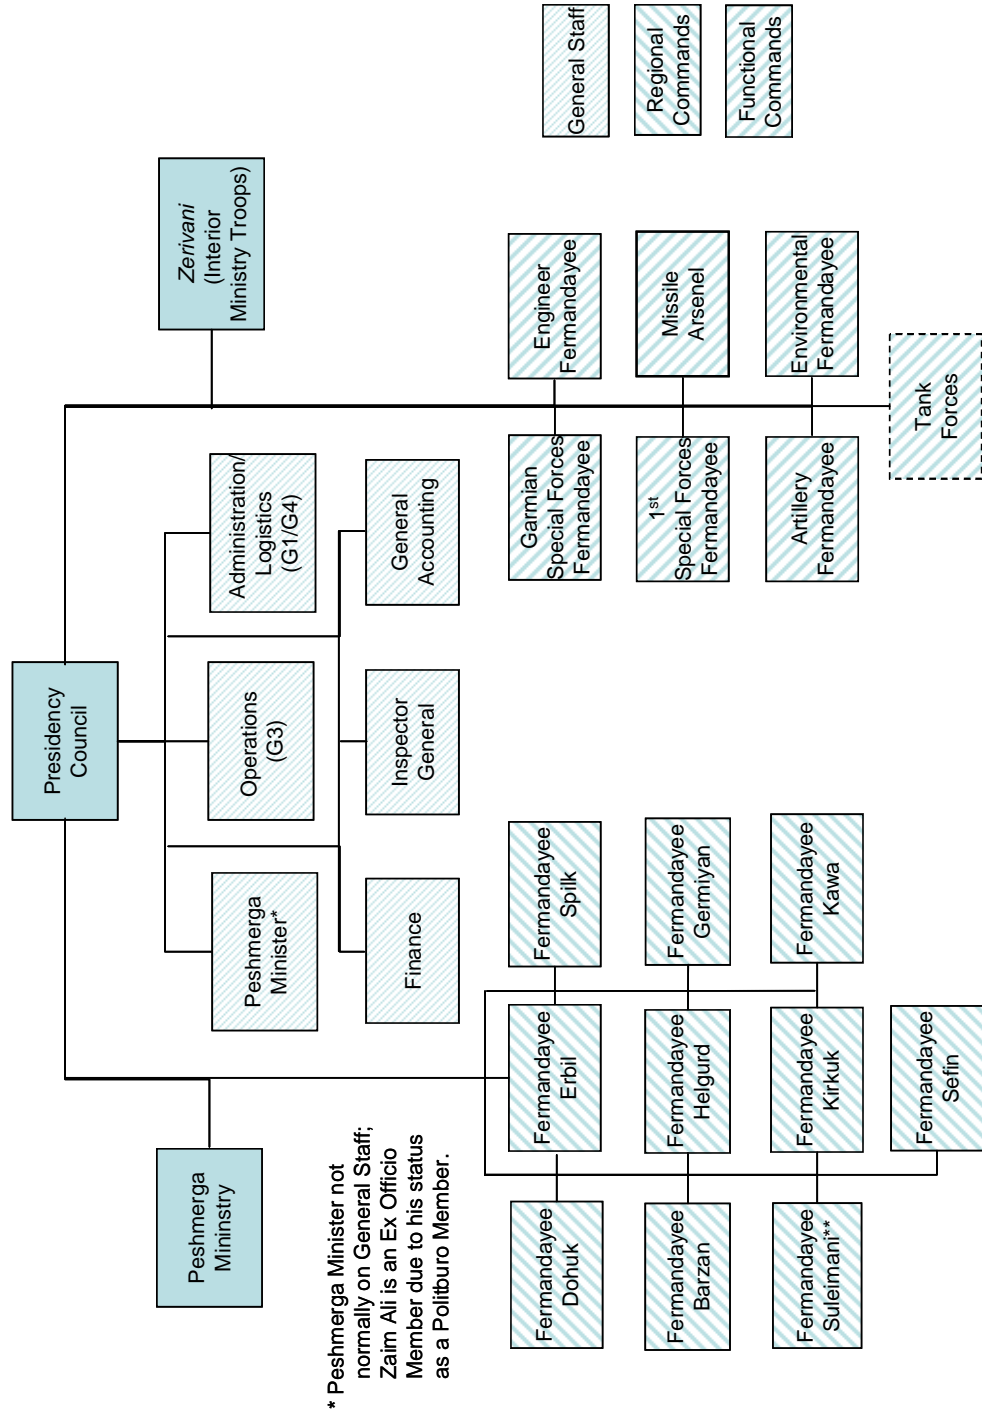 Presidency
Council
Peshmerga
Mininstry
Zerivani
(Interior
Ministry Troops)
Peshmerga
Minister*
Operations
(G3)
Administration/
Logistics
(G1/G4)
Finance
Inspector
General
General
Accounting
* Peshmerga Minister not
normally on General Staff;
Zaim Ali is an Ex Officio
Member due to his status
as a Politburo Member.
Fermandayee
Dohuk
Fermandayee
Erbil
Fermandayee
Spilk
Fermandayee
Barzan
Fermandayee
Helgurd
Fermandayee
Germiyan
Fermandayee
Suleimani**
Fermandayee
Kirkuk
Fermandayee
Kawa
Fermandayee
Sefin
Garmian
Special Forces
Fermandayee
Engineer
Fermandayee
1st
Special Forces
Fermandayee
Missile
Arsenel
Artillery
Fermandayee
Environmental
Fermandayee
Tank
Forces
General Staff
Regional
Commands
Functional
Commands